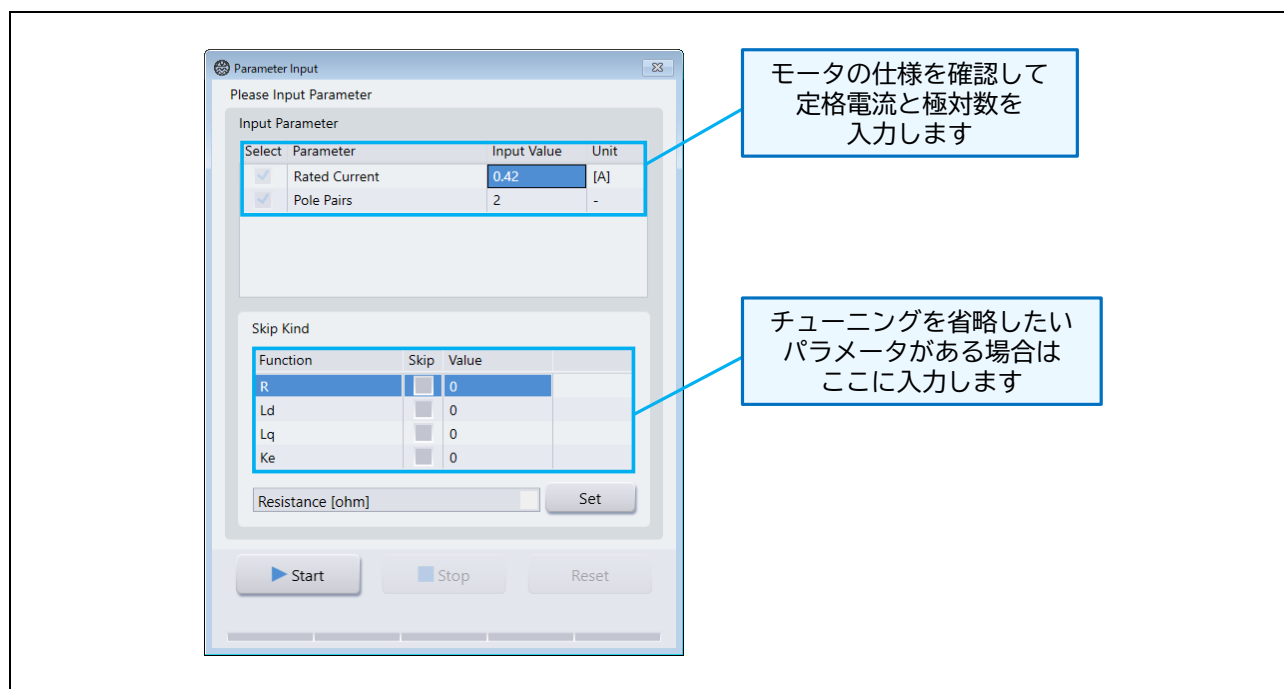 Parameter Input
Please Input Parameter
Input Parameter
Select Parameter Input Value Unit
Rated Current 0.42 [A]
Pole Pairs 2 -
Skip Kind
Function Skip Value
R 0
Ld 0
Lq 0
Ke 0
Resistance [ohm] Set
Start Stop Reset
モータの仕様を確認して
定格電流と極対数を
入力します
チューニングを省略したい
パラメータがある場合は
ここに入力します